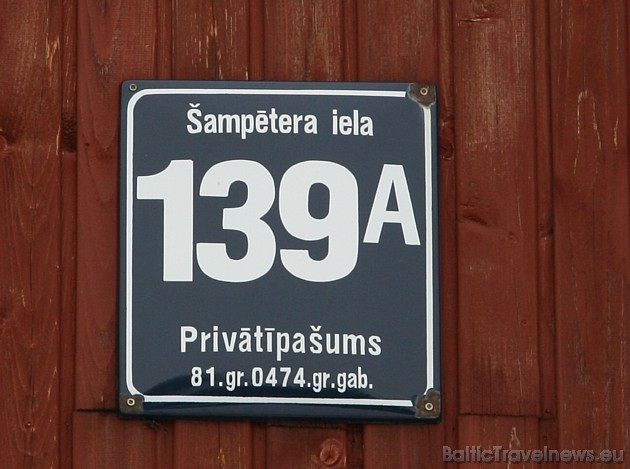 Šampētera iela
139A
Privātīpašums
81.gr.0474.gr.gab.
BalticTravelnews.eu